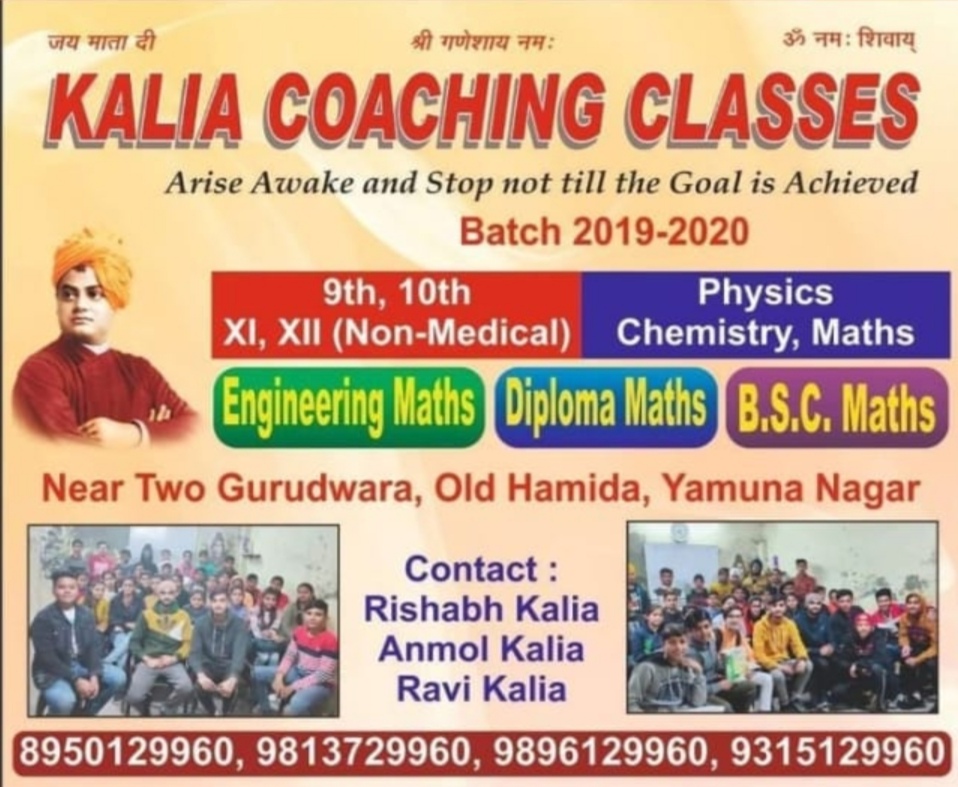 जय माता दी
श्री गणेशाय नमः
ॐ नमः शिवाय्
KALIA COACHING CLASSES
Arise Awake and Stop not till the Goal is Achieved
Batch 2019-2020
9th, 10th
XI, XII (Non-Medical)
Physics
Chemistry, Maths
Engineering Maths
Diploma Maths
B.S.C. Maths
Near Two Gurudwara, Old Hamida, Yamuna Nagar
Contact :
Rishabh Kalia
Anmol Kalia
Ravi Kalia
8950129960, 9813729960, 9896129960, 9315129960